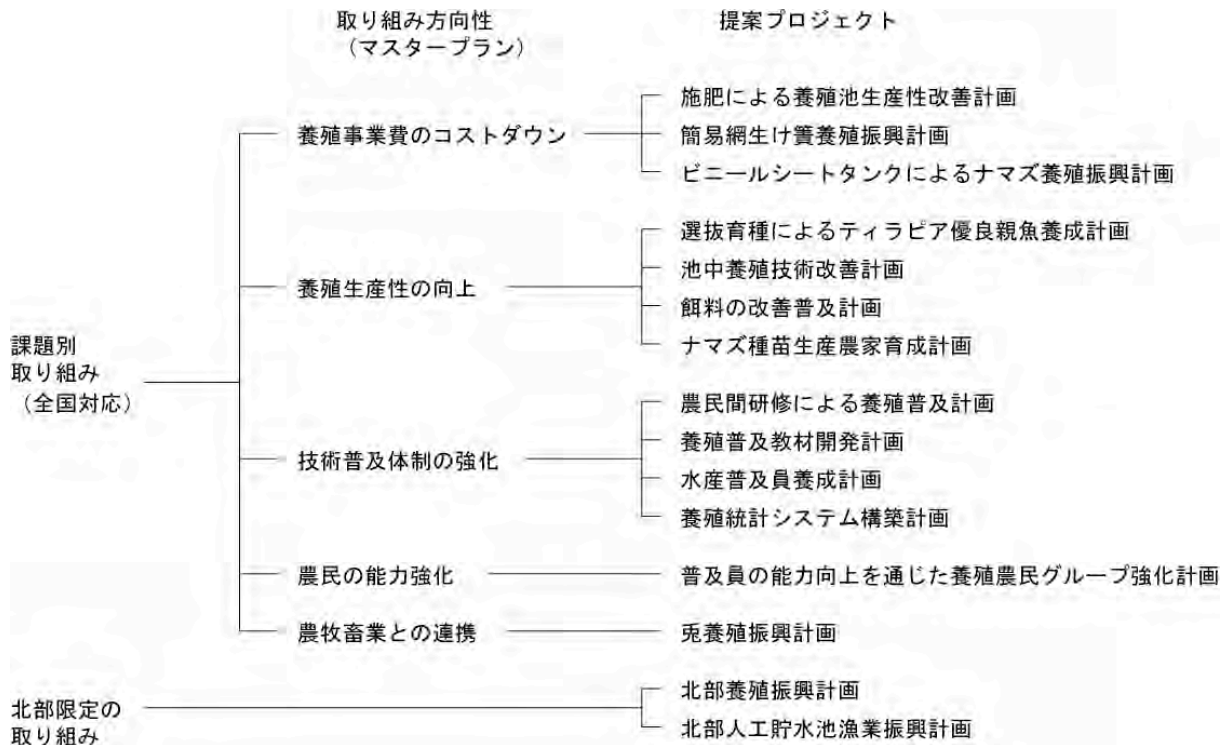 取り組み方向性
（マスタープラン）
提案プロジェクト
課題別
取り組み
（全国対応）
養殖事業費のコストダウン
施肥による養殖池生産性改善計画
簡易網生け簀養殖振興計画
ビニールシートタンクによるナマズ養殖振興計画
養殖生産性の向上
選抜育種によるティラピア優良親魚養成計画
池中養殖技術改善計画
餌料の改善普及計画
ナマズ種苗生産農家育成計画
技術普及体制の強化
農民間研修による養殖普及計画
養殖普及教材開発計画
水産普及員養成計画
養殖統計システム構築計画
農民の能力強化
普及員の能力向上を通じた養殖農民グループ強化計画
農牧畜業との連携
兎養殖振興計画
北部限定の
取り組み
北部養殖振興計画
北部人工貯水池漁業振興計画